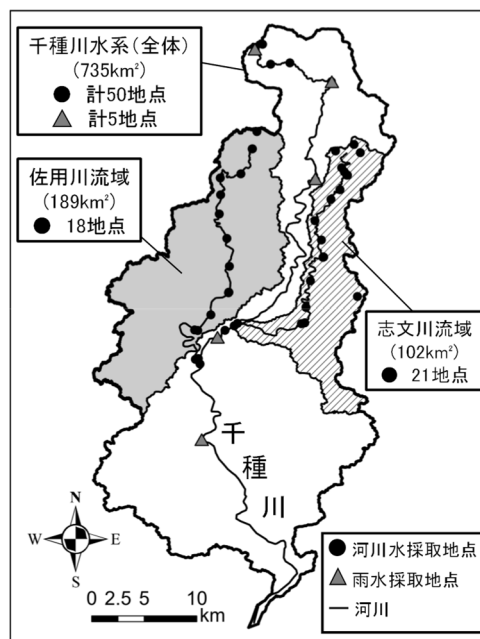 千種川水系(全体)
(735km²)
● 計50地点
▲ 計5地点
佐用川流域
(189km²)
● 18地点
志文川流域
(102km²)
● 21地点
千
種
川
N
W E
S
0 2.5 5 10
km
● 河川水採取地点
▲ 雨水採取地点
― 河川